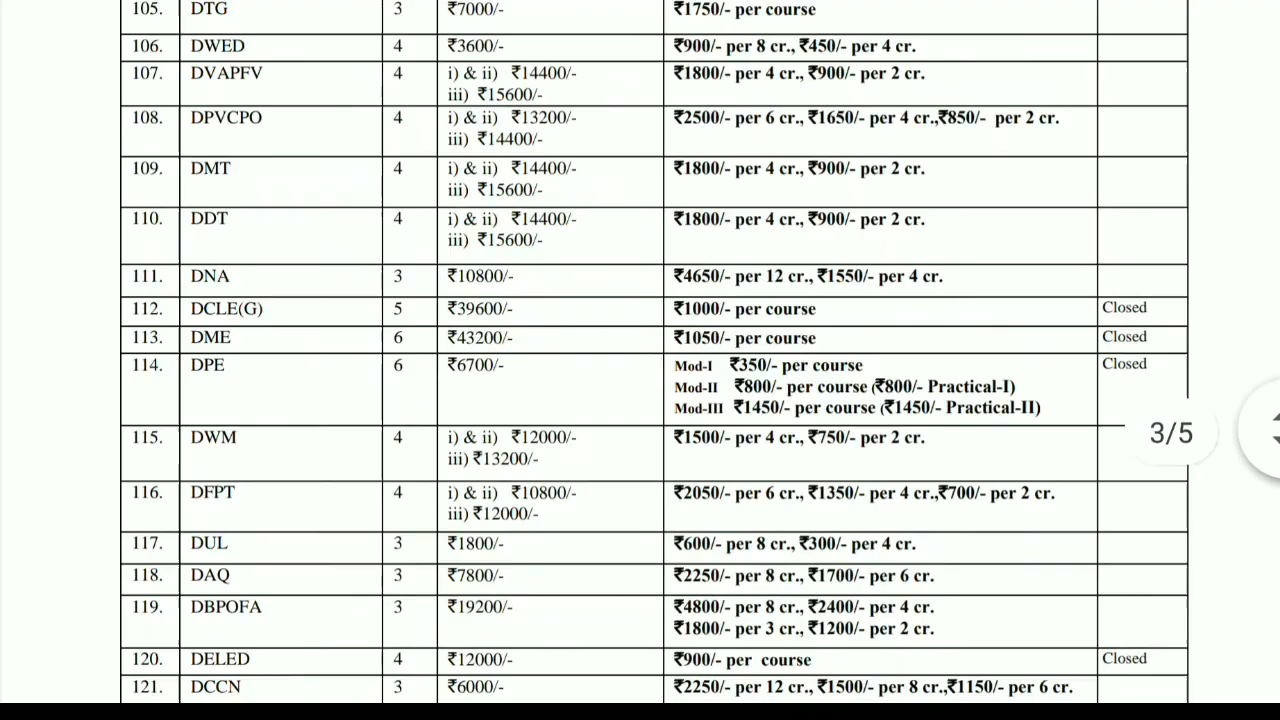 105. DTG 3 ₹7000/- ₹1750/- per course
106. DWED 4 ₹3600/- ₹900/- per 8 cr., ₹450/- per 4 cr.
107. DVAPFV 4 i) & ii) ₹14400/- ₹1800/- per 4 cr., ₹900/- per 2 cr.
iii) ₹15600/-
108. DPVCPO 4 i) & ii) ₹13200/- ₹2500/- per 6 cr., ₹1650/- per 4 cr.,₹850/- per 2 cr.
iii) ₹14400/-
109. DMT 4 i) & ii) ₹14400/- ₹1800/- per 4 cr., ₹900/- per 2 cr.
iii) ₹15600/-
110. DDT 4 i) & ii) ₹14400/- ₹1800/- per 4 cr., ₹900/- per 2 cr.
iii) ₹15600/-
111. DNA 3 ₹10800/- ₹4650/- per 12 cr., ₹1550/- per 4 cr.
112. DCLE(G) 5 ₹39600/- ₹1000/- per course Closed
113. DME 6 ₹43200/- ₹1050/- per course Closed
114. DPE 6 ₹6700/- Mod-I ₹350/- per course Closed
Mod-II ₹800/- per course (₹800/- Practical-I)
Mod-III ₹1450/- per course (₹1450/- Practical-II)
3/5
115. DWM 4 i) & ii) ₹12000/- ₹1500/- per 4 cr., ₹750/- per 2 cr.
iii) ₹13200/-
116. DFPT 4 i) & ii) ₹10800/- ₹2050/- per 6 cr., ₹1350/- per 4 cr.,₹700/- per 2 cr.
iii) ₹12000/-
117. DUL 3 ₹1800/- ₹600/- per 8 cr., ₹300/- per 4 cr.
118. DAQ 3 ₹7800/- ₹2250/- per 8 cr., ₹1700/- per 6 cr.
119. DBPOFA 3 ₹19200/- ₹4800/- per 8 cr., ₹2400/- per 4 cr.
₹1800/- per 3 cr., ₹1200/- per 2 cr.
120. DELED 4 ₹12000/- ₹900/- per course Closed
121. DCCN 3 ₹6000/- ₹2250/- per 12 cr., ₹1500/- per 8 cr.,₹1150/- per 6 cr.